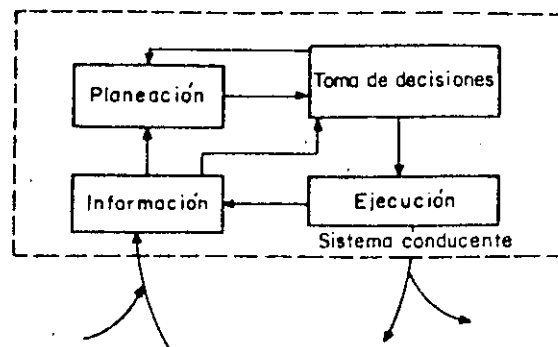 Toma de decisiones
Planeación
Información
Ejecución
Sistema conducente